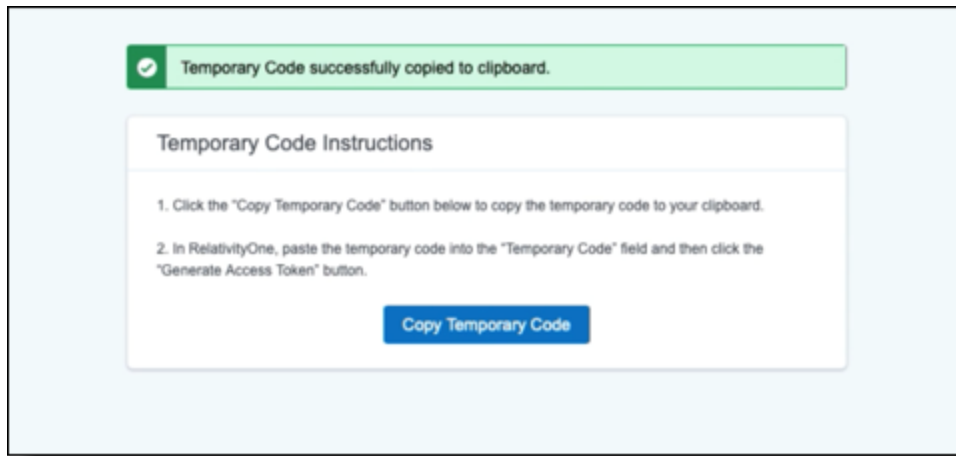 Temporary Code successfully copied to clipboard.
Temporary Code Instructions
1. Click the "Copy Temporary Code" button below to copy the temporary code to your clipboard.
2. In RelativityOne, paste the temporary code into the "Temporary Code" field and then click the
"Generate Access Token" button.
Copy Temporary Code